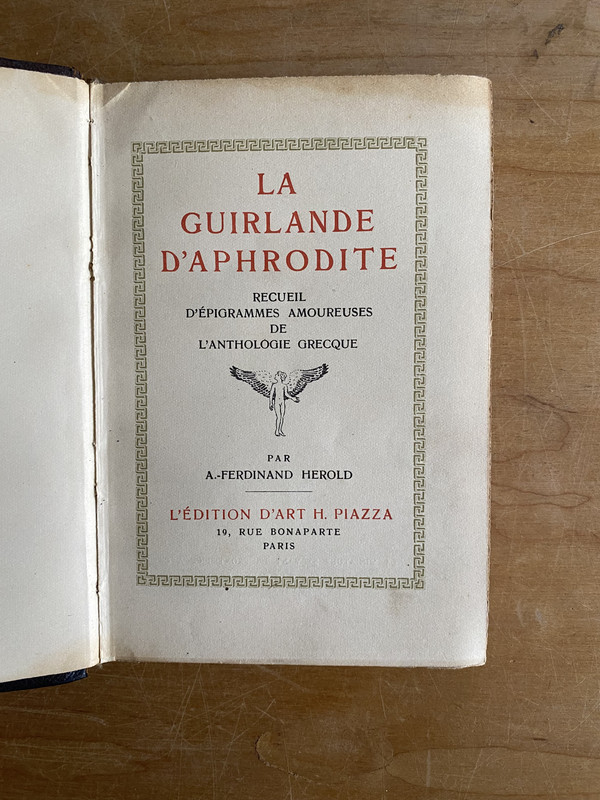 LA
GUIRLANDE
D'APHRODITE
RECUEIL
D'ÉPIGRAMMES AMOUREUSES
DE
L'ANTHOLOGIE GRECQUE
PAR
A.-FERDINAND HEROLD
L'ÉDITION D'ART H. PIAZZA
19, RUE BONAPARTE
PARIS